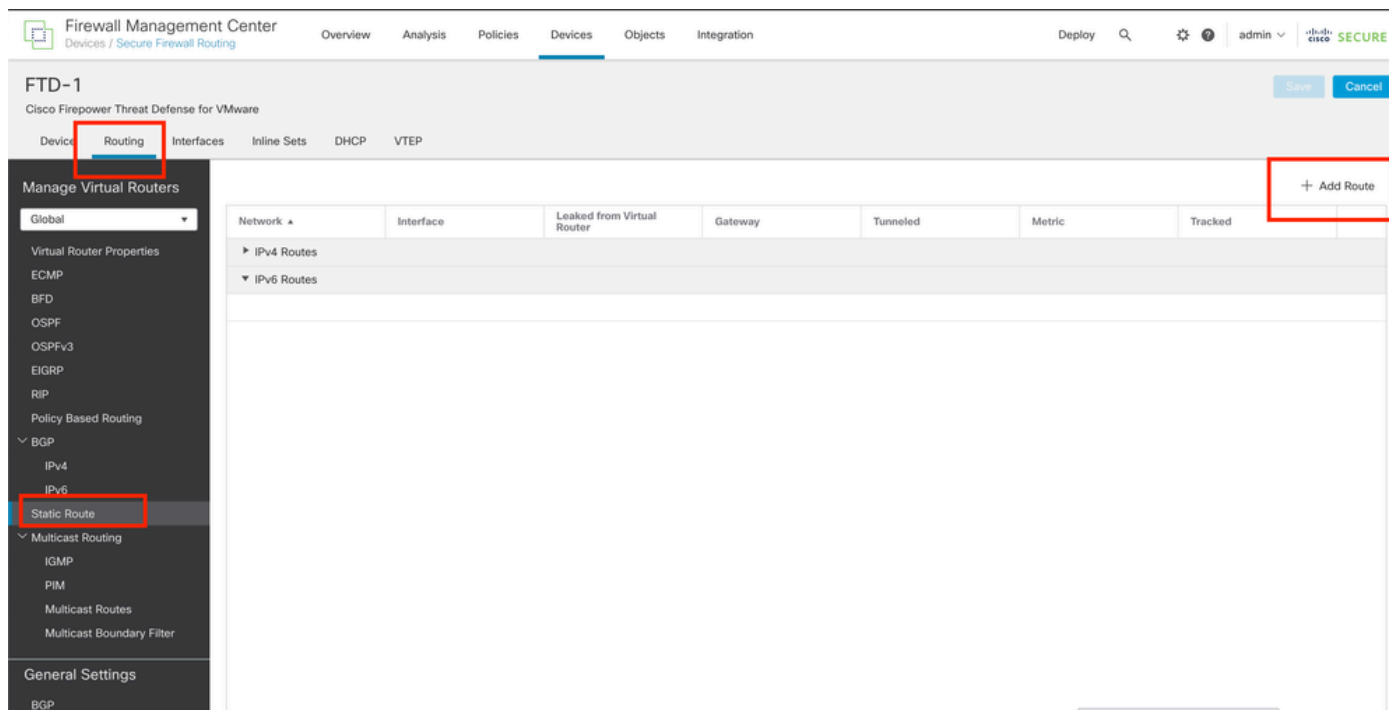 Firewall Management Center
Devices / Secure Firewall Routing
Overview Analysis Policies Devices Objects Integration Deploy admin cisco SECURE
FTD-1
Save Cancel
Cisco Firepower Threat Defense for VMware
Device Routing Interfaces Inline Sets DHCP VTEP
Manage Virtual Routers
Global
Virtual Router Properties
ECMP
BFD
OSPF
OSPFv3
EIGRP
RIP
Policy Based Routing
BGP
IPv4
IPv6
Static Route
Multicast Routing
IGMP
PIM
Multicast Routes
Multicast Boundary Filter
General Settings
BGP
+ Add Route
Network Interface Leaked from Virtual Router Gateway Tunneled Metric Tracked
IPv4 Routes
IPv6 Routes